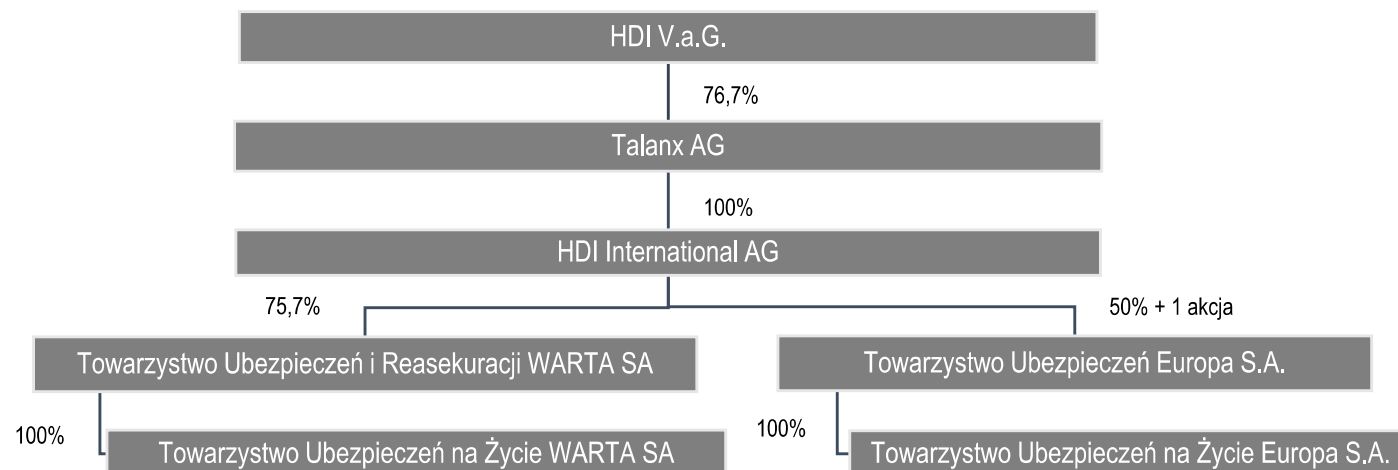 HDI V.a.G.
76,7%
Talanx AG
100%
HDI International AG
75,7%
50% + 1 akcja
Towarzystwo Ubezpieczeń i Reasekuracji WARTA SA
Towarzystwo Ubezpieczeń Europa S.A.
100%
100%
Towarzystwo Ubezpieczeń na Życie WARTA SA
Towarzystwo Ubezpieczeń na Życie Europa S.A.